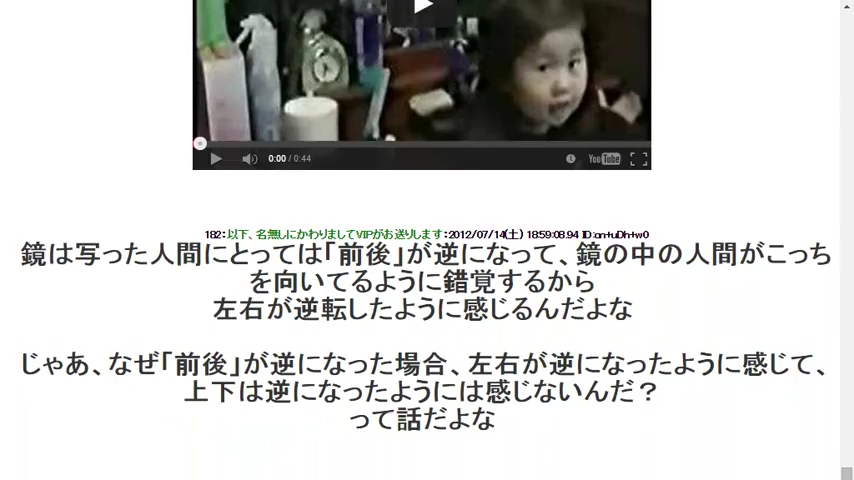 0:00 / 0:44
YouTube
182：以下、名無しにかわりましてVIPがお送りします：2012/07/14(土) 18:59:08.94 ID:an+uDh+w0
鏡は写った人間にとっては「前後」が逆になって、鏡の中の人間がこっち
を向いてるように錯覚するから
左右が逆転したように感じるんだよな
じゃあ、なぜ「前後」が逆になった場合、左右が逆になったように感じて、
上下は逆になったようには感じないんだ？
って話だよな